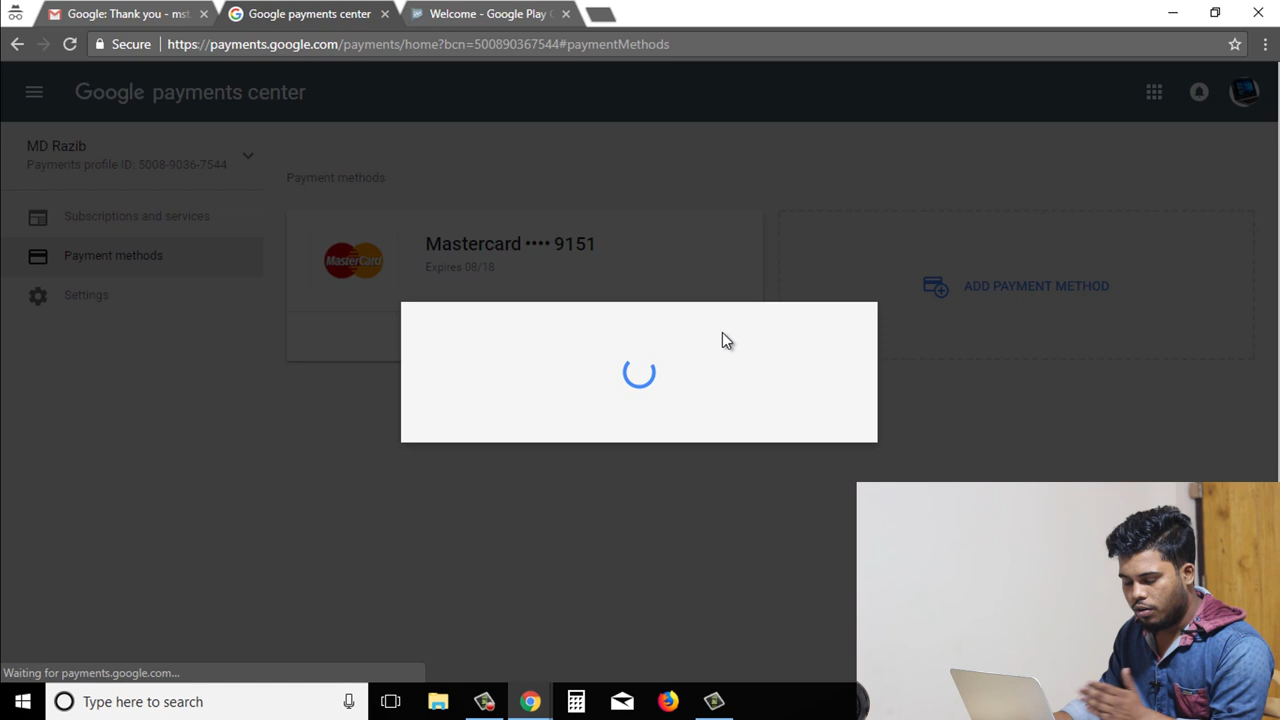 Google: Thank you - mst
Google payments center
Welcome - Google Play C
Secure
https://payments.google.com/payments/home?bcn=500890367544#paymentMethods
Google payments center
MD Razib
Payments profile ID: 5008-9036-7544
Subscriptions and services
Payment methods
Settings
Payment methods
MasterCard
Mastercard •••• 9151
Expires 08/18
ADD PAYMENT METHOD
Waiting for payments.google.com...
Type here to search